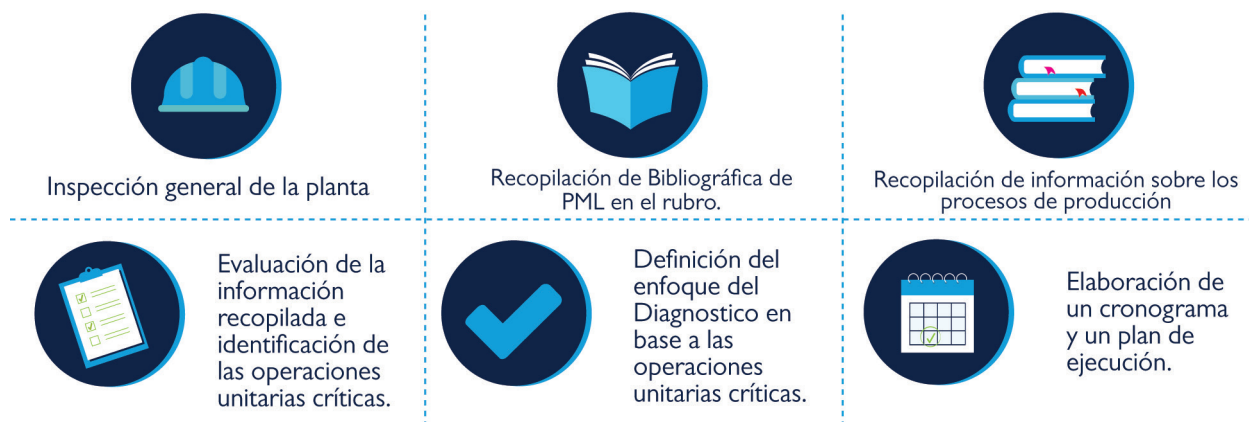 Inspección general de la planta
Recopilación de Bibliográfica de
PML en el rubro.
Recopilación de información sobre los
procesos de producción
Evaluación de la
información
recopilada e
identificación de
las operaciones
unitarias críticas.
Definición del
enfoque del
Diagnostico en
base a las
operaciones
unitarias críticas.
Elaboración de
un cronograma
y un plan de
ejecución.